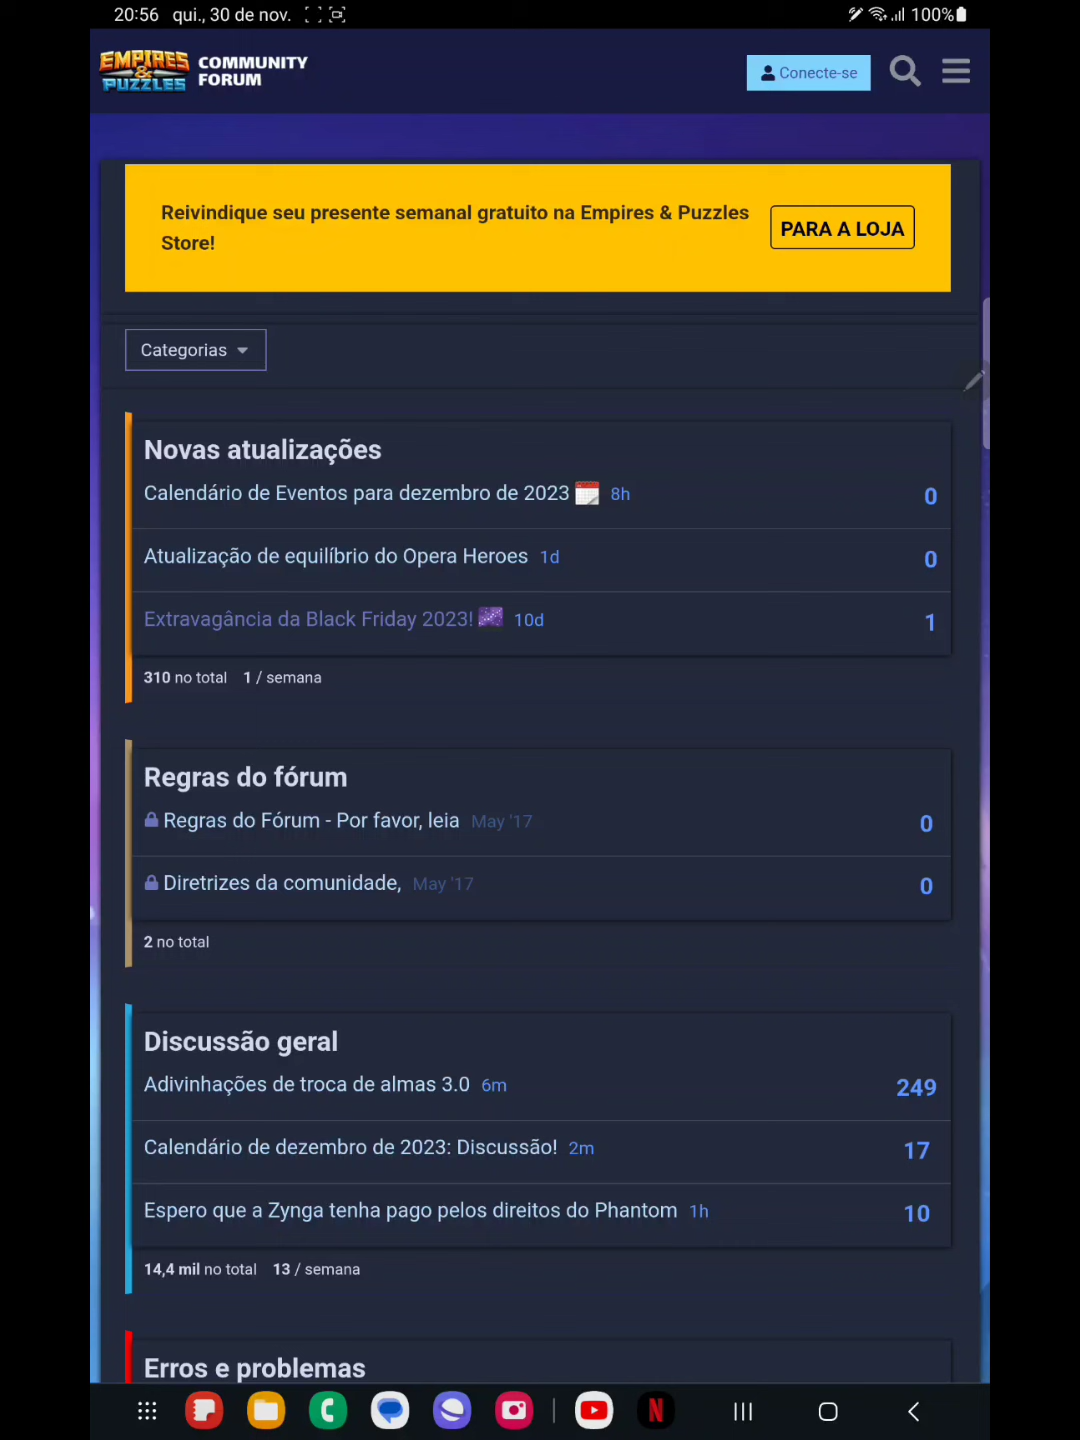 20:56 qui., 30 de nov. 100%
EMPIRES & PUZZLES COMMUNITY FORUM
Conecte-se
Reivindique seu presente semanal gratuito na Empires & Puzzles
Store!
PARA A LOJA
Categorias
Novas atualizações
Calendário de Eventos para dezembro de 2023 8h 0
Atualização de equilíbrio do Opera Heroes 1d 0
Extravagância da Black Friday 2023! 10d 1
310 no total 1 / semana
Regras do fórum
Regras do Fórum - Por favor, leia May '17 0
Diretrizes da comunidade, May '17 0
2 no total
Discussão geral
Adivinhações de troca de almas 3.0 6m 249
Calendário de dezembro de 2023: Discussão! 2m 17
Espero que a Zynga tenha pago pelos direitos do Phantom 1h 10
14,4 mil no total 13 / semana
Erros e problemas
N